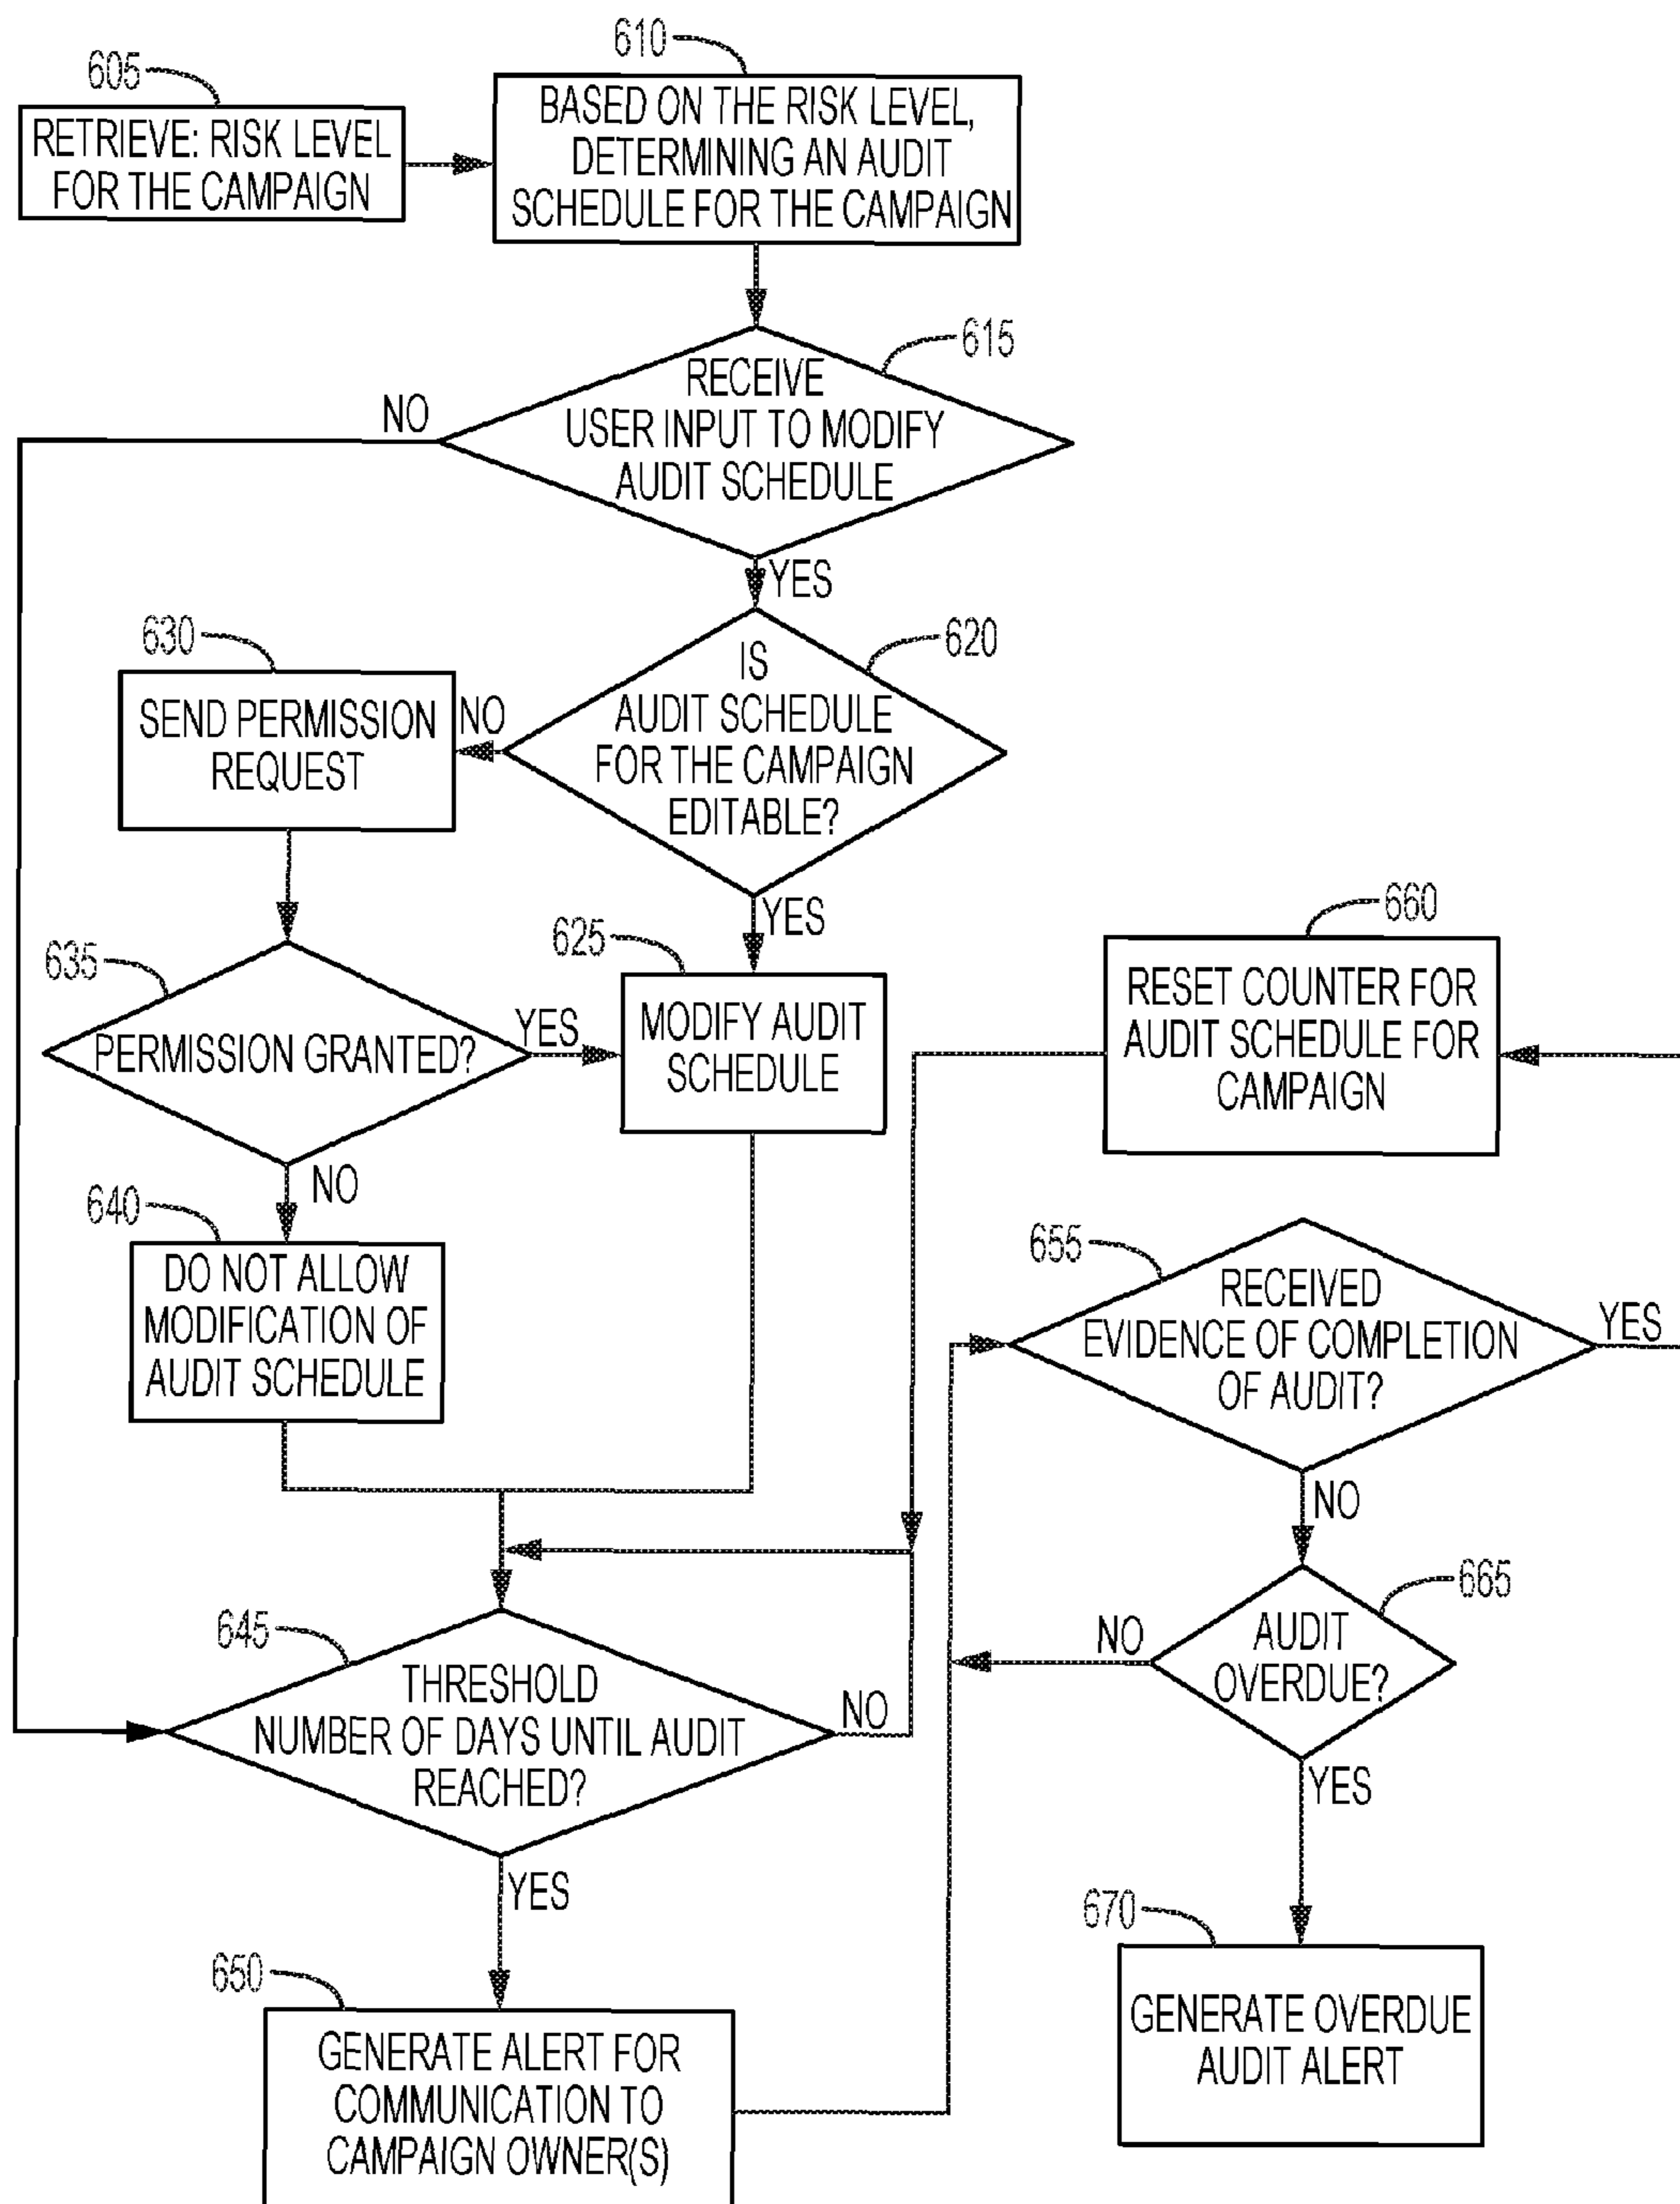 605
RETRIEVE: RISK LEVEL
FOR THE CAMPAIGN
610
BASED ON THE RISK LEVEL,
DETERMINING AN AUDIT
SCHEDULE FOR THE CAMPAIGN
615
RECEIVE
USER INPUT TO MODIFY
AUDIT SCHEDULE
NO
YES
620
IS
AUDIT SCHEDULE
FOR THE CAMPAIGN
EDITABLE?
NO
YES
630
SEND PERMISSION
REQUEST
635
PERMISSION GRANTED?
YES
NO
625
MODIFY AUDIT
SCHEDULE
640
DO NOT ALLOW
MODIFICATION OF
AUDIT SCHEDULE
645
THRESHOLD
NUMBER OF DAYS UNTIL AUDIT
REACHED?
NO
YES
650
GENERATE ALERT FOR
COMMUNICATION TO
CAMPAIGN OWNER(S)
660
RESET COUNTER FOR
AUDIT SCHEDULE FOR
CAMPAIGN
655
RECEIVED
EVIDENCE OF COMPLETION
OF AUDIT?
YES
NO
665
AUDIT
OVERDUE?
NO
YES
670
GENERATE OVERDUE
AUDIT ALERT